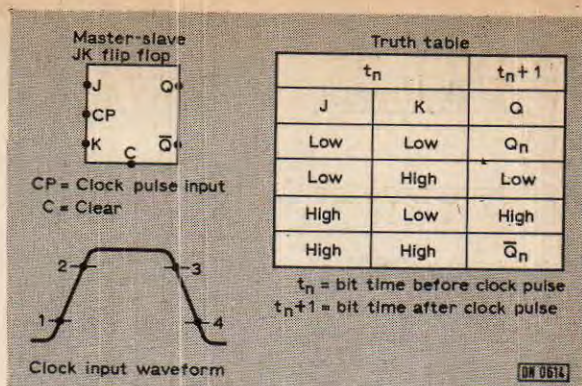 Master-slave
JK flip flop
J Q
CP
K Q̅
C
CP = Clock pulse input
C = Clear
2 3
1 4
Clock input waveform
Truth table
tn tn+1
J K Q
Low Low Qn
Low High Low
High Low High
High High Q̅n
tn = bit time before clock pulse
tn+1 = bit time after clock pulse
DN 0614